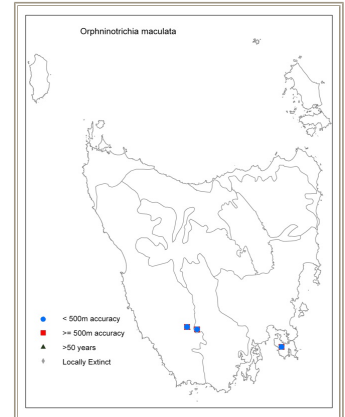 Orphninotrichia maculata
< 500m accuracy
>= 500m accuracy
>50 years
Locally Extinct